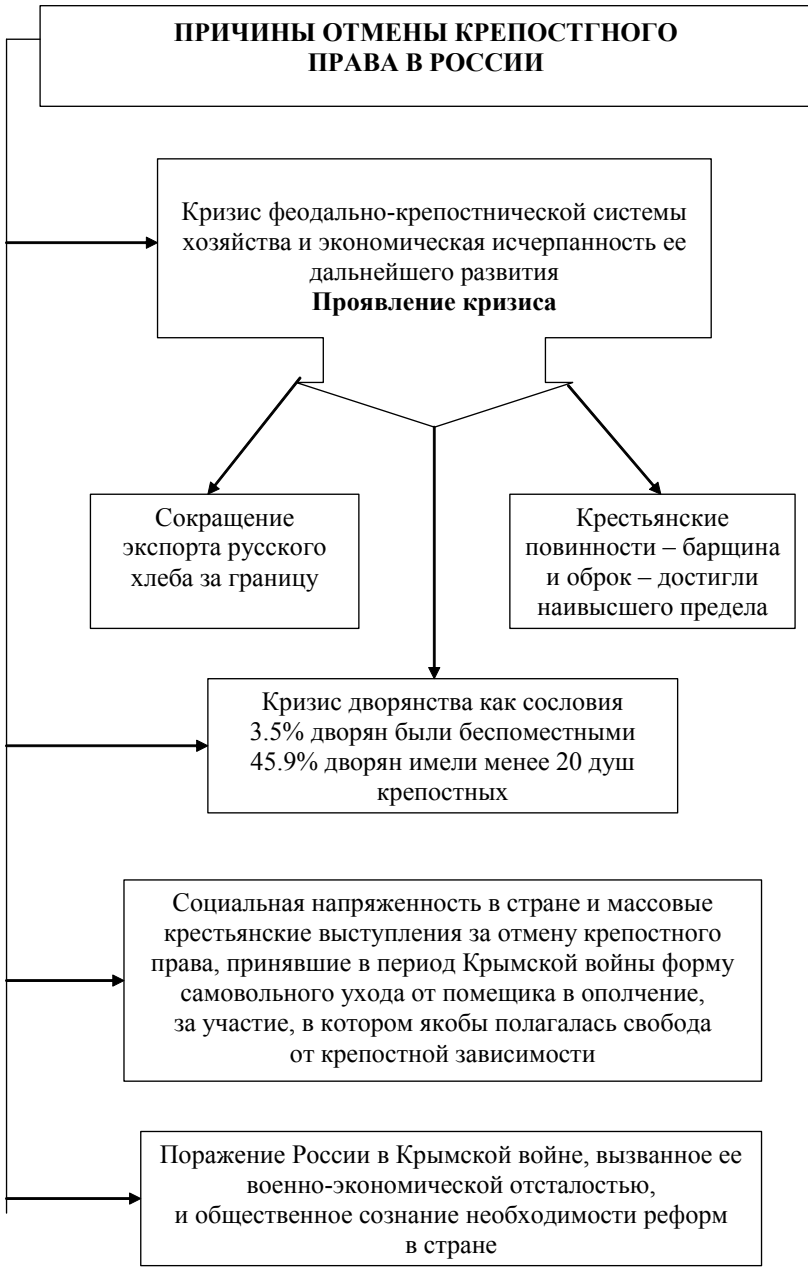 ПРИЧИНЫ ОТМЕНЫ КРЕПОСТГНОГО
ПРАВА В РОССИИ
Кризис феодально-крепостнической системы
хозяйства и экономическая исчерпанность ее
дальнейшего развития
Проявление кризиса
Сокращение
экспорта русского
хлеба за границу
Крестьянские
повинности – барщина
и оброк – достигли
наивысшего предела
Кризис дворянства как сословия
3.5% дворян были беспоместными
45.9% дворян имели менее 20 душ
крепостных
Социальная напряженность в стране и массовые
крестьянские выступления за отмену крепостного
права, принявшие в период Крымской войны форму
самовольного ухода от помещика в ополчение,
за участие, в котором якобы полагалась свобода
от крепостной зависимости
Поражение России в Крымской войне, вызванное ее
военно-экономической отсталостью,
и общественное сознание необходимости реформ
в стране